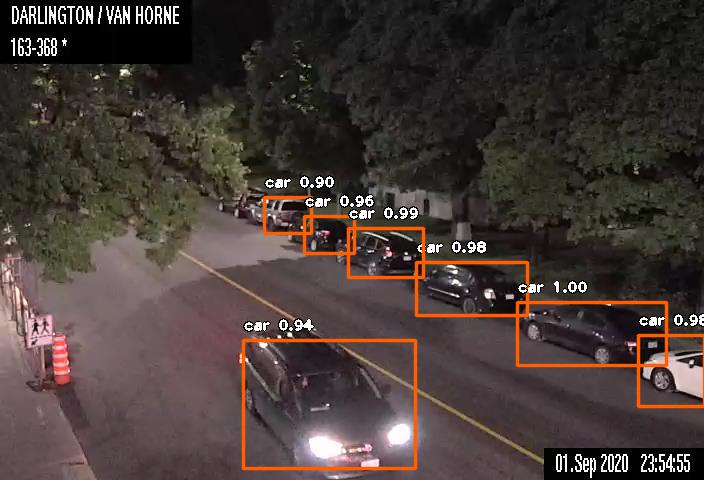 DARLINGTON / VAN HORNE
163-368 *
car 0.90
car 0.96
car 0.99
car 0.98
car 1.00
car 0.98
car 0.94
01.Sep 2020 23:54:55